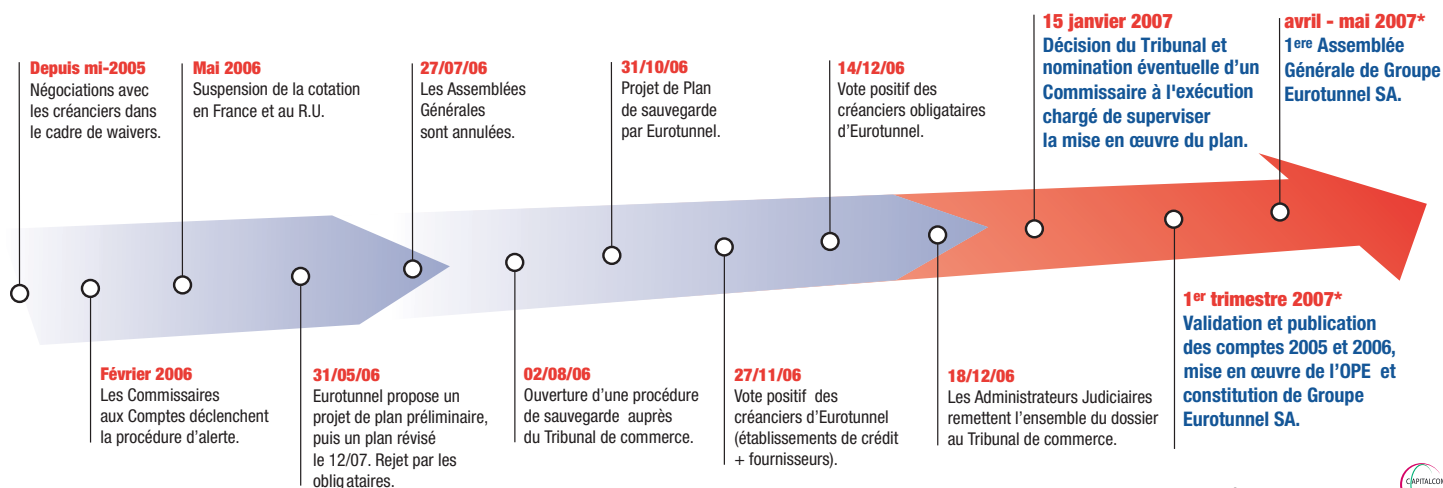 Depuis mi-2005
Négociations avec
les créanciers dans
le cadre de waivers.
Février 2006
Les Commissaires
aux Comptes déclenchent
la procédure d'alerte.
Mai 2006
Suspension de la cotation
en France et au R.U.
31/05/06
Eurotunnel propose un
projet de plan préliminaire,
puis un plan révisé
le 12/07. Rejet par les
obligataires.
27/07/06
Les Assemblées
Générales
sont annulées.
02/08/06
Ouverture d'une procédure
de sauvegarde auprès
du Tribunal de commerce.
31/10/06
Projet de Plan
de sauvegarde
par Eurotunnel.
27/11/06
Vote positif des
créanciers d'Eurotunnel
(établissements de crédit
+ fournisseurs).
14/12/06
Vote positif des
créanciers obligataires
d'Eurotunnel.
18/12/06
Les Administrateurs Judiciaires
remettent l'ensemble du dossier
au Tribunal de commerce.
15 janvier 2007
Décision du Tribunal et
nomination éventuelle d'un
Commissaire à l'exécution
chargé de superviser
la mise en œuvre du plan.
1er trimestre 2007*
Validation et publication
des comptes 2005 et 2006,
mise en œuvre de l'OPE et
constitution de Groupe
Eurotunnel SA.
avril - mai 2007*
1ere Assemblée
Générale de Groupe
Eurotunnel SA.
CAPITALCOM